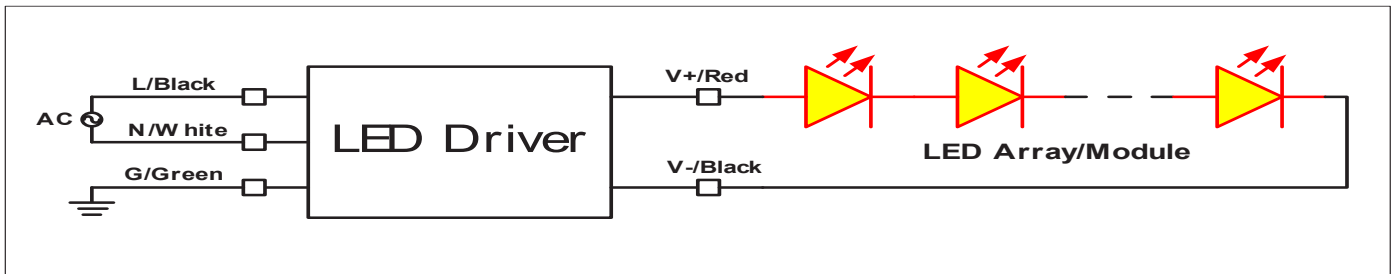 L/Black
AC
N/White
G/Green
LED Driver
V+/Red
V-/Black
LED Array/Module